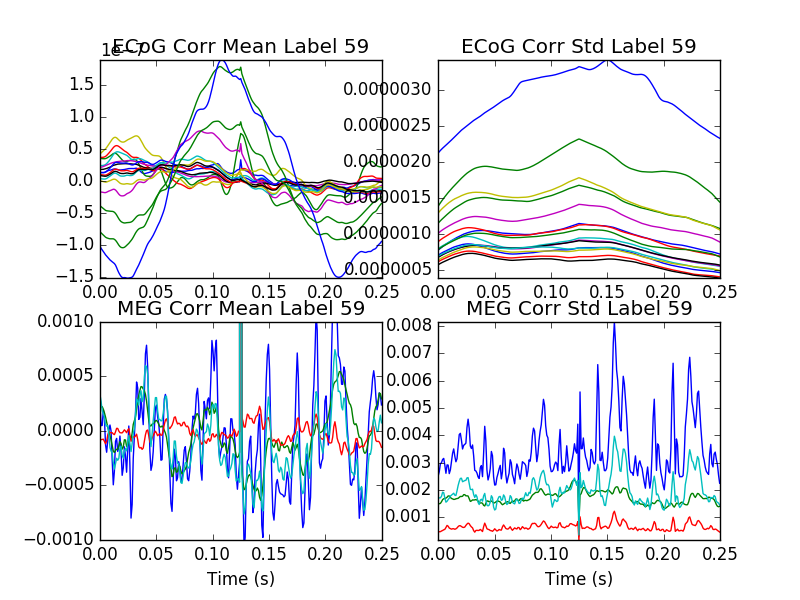 ECoG Corr Mean Label 59
1e−7
1.5
1.0
0.5
0.0
−0.5
−1.0
−1.5
0.00 0.05 0.10 0.15 0.20 0.25
ECoG Corr Std Label 59
0.0000030
0.0000025
0.0000020
0.0000015
0.0000010
0.0000005
0.00 0.05 0.10 0.15 0.20 0.25
MEG Corr Mean Label 59
0.0010
0.0005
0.0000
−0.0005
−0.0010
0.00 0.05 0.10 0.15 0.20 0.25
Time (s)
MEG Corr Std Label 59
0.008
0.007
0.006
0.005
0.004
0.003
0.002
0.001
0.00 0.05 0.10 0.15 0.20 0.25
Time (s)